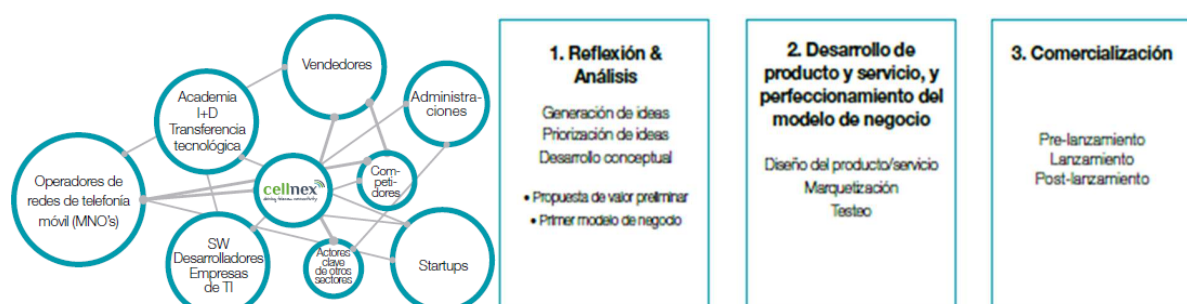 Vendedores
Academia
I+D
Transferencia
tecnológica
Administra-
ciones
Operadores de
redes de telefonía
móvil (MNO's)
cellnex
Com-
petidores
SW
Desarrolladores
Empresas
de TI
Actores
clave
de otros
sectores
Startups
1. Reflexión &
Análisis
Generación de ideas
Priorización de ideas
Desarrollo conceptual
• Propuesta de valor preliminar
• Primer modelo de negocio
2. Desarrollo de
producto y servicio, y
perfeccionamiento del
modelo de negocio
Diseño del producto/servicio
Marquetización
Testeo
3. Comercialización
Pre-lanzamiento
Lanzamiento
Post-lanzamiento